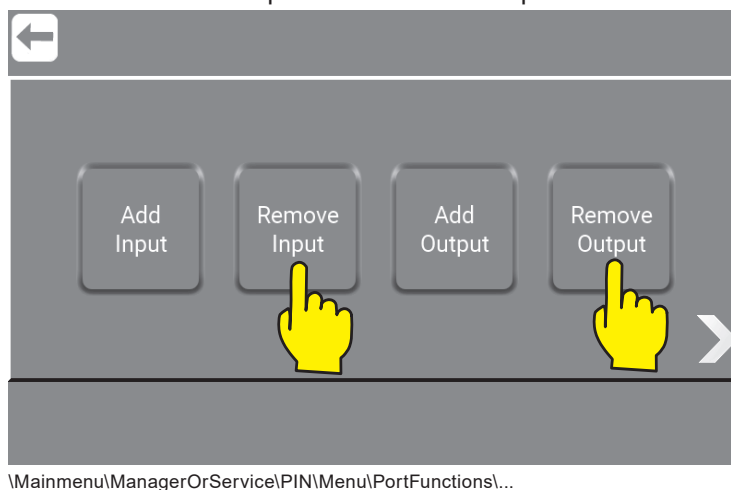 Add
Input
Remove
Input
Add
Output
Remove
Output
\Mainmenu\ManagerOrService\PIN\Menu\PortFunctions\...